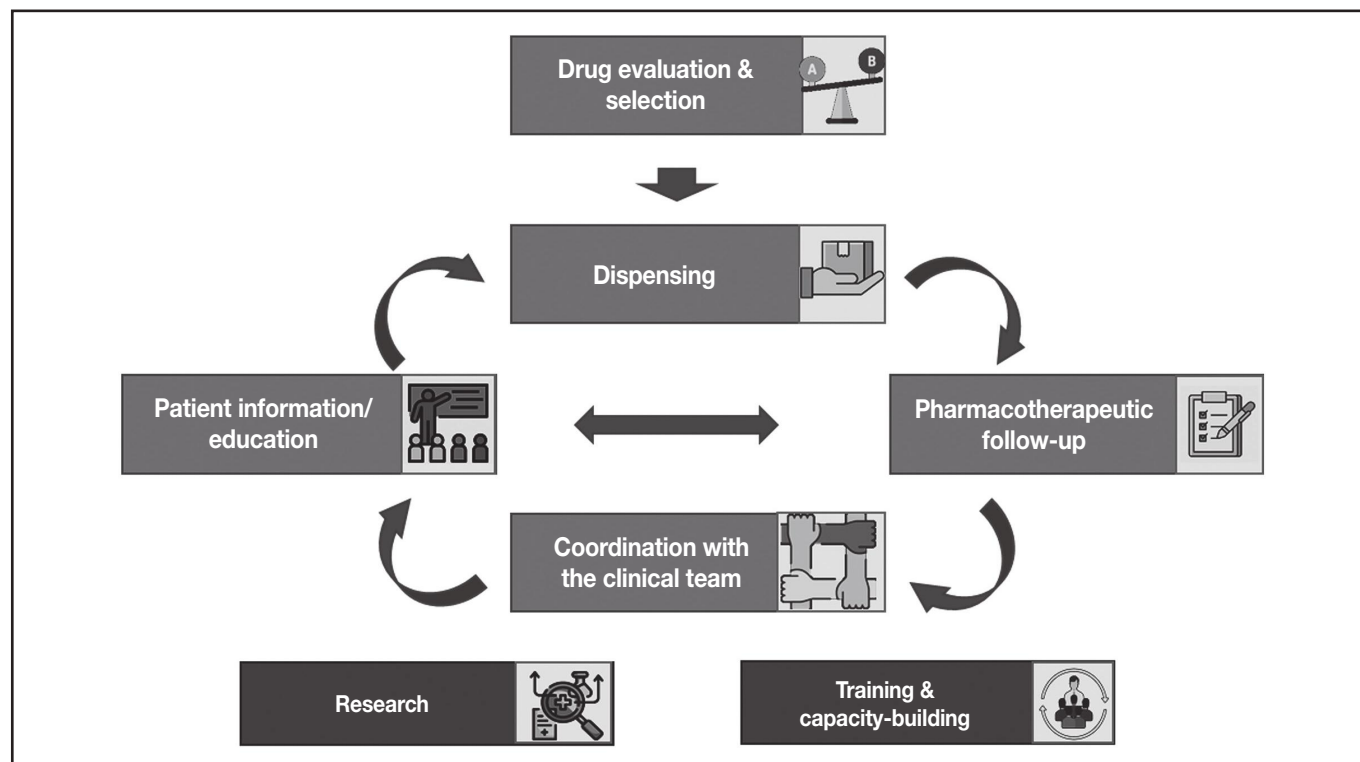 Drug evaluation &
selection
A
B
Dispensing
Patient information/
education
Pharmacotherapeutic
follow-up
Coordination with
the clinical team
Research
Training &
capacity-building